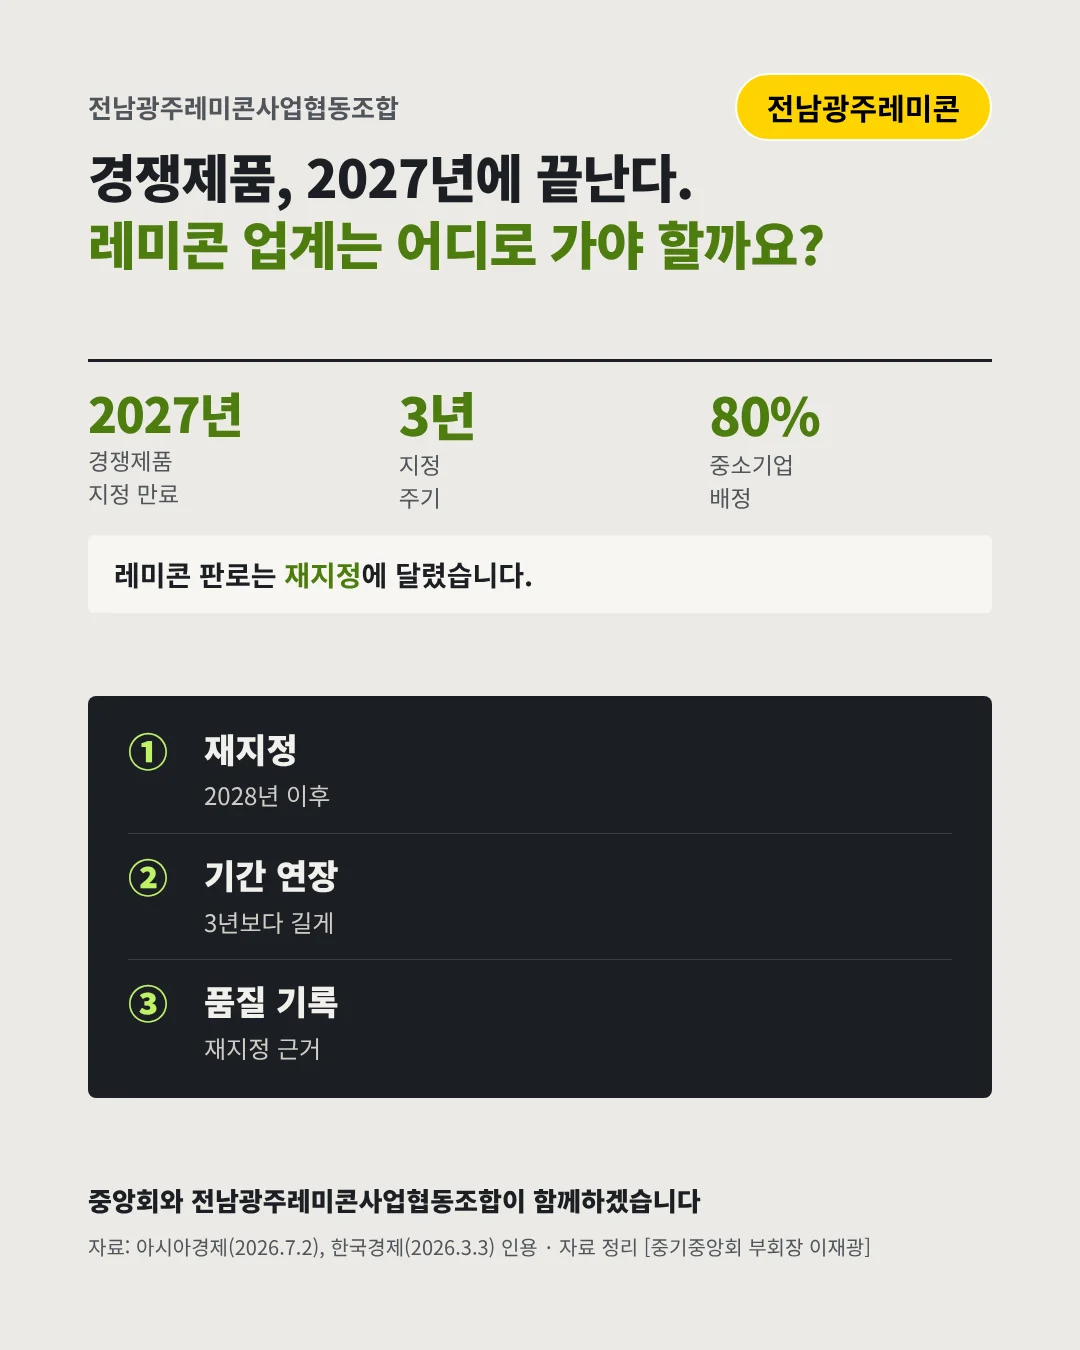 전남광주레미콘사업협동조합
전남광주레미콘
경쟁제품, 2027년에 끝난다.
레미콘 업계는 어디로 가야 할까요?
2027년
경쟁제품
지정 만료
3년
지정
주기
80%
중소기업
배정
레미콘 판로는 재지정에 달렸습니다.
① 재지정
2028년 이후
② 기간 연장
3년보다 길게
③ 품질 기록
재지정 근거
중앙회와 전남광주레미콘사업협동조합이 함께하겠습니다
자료: 아시아경제(2026.7.2), 한국경제(2026.3.3) 인용 · 자료 정리 [중기중앙회 부회장 이재광]